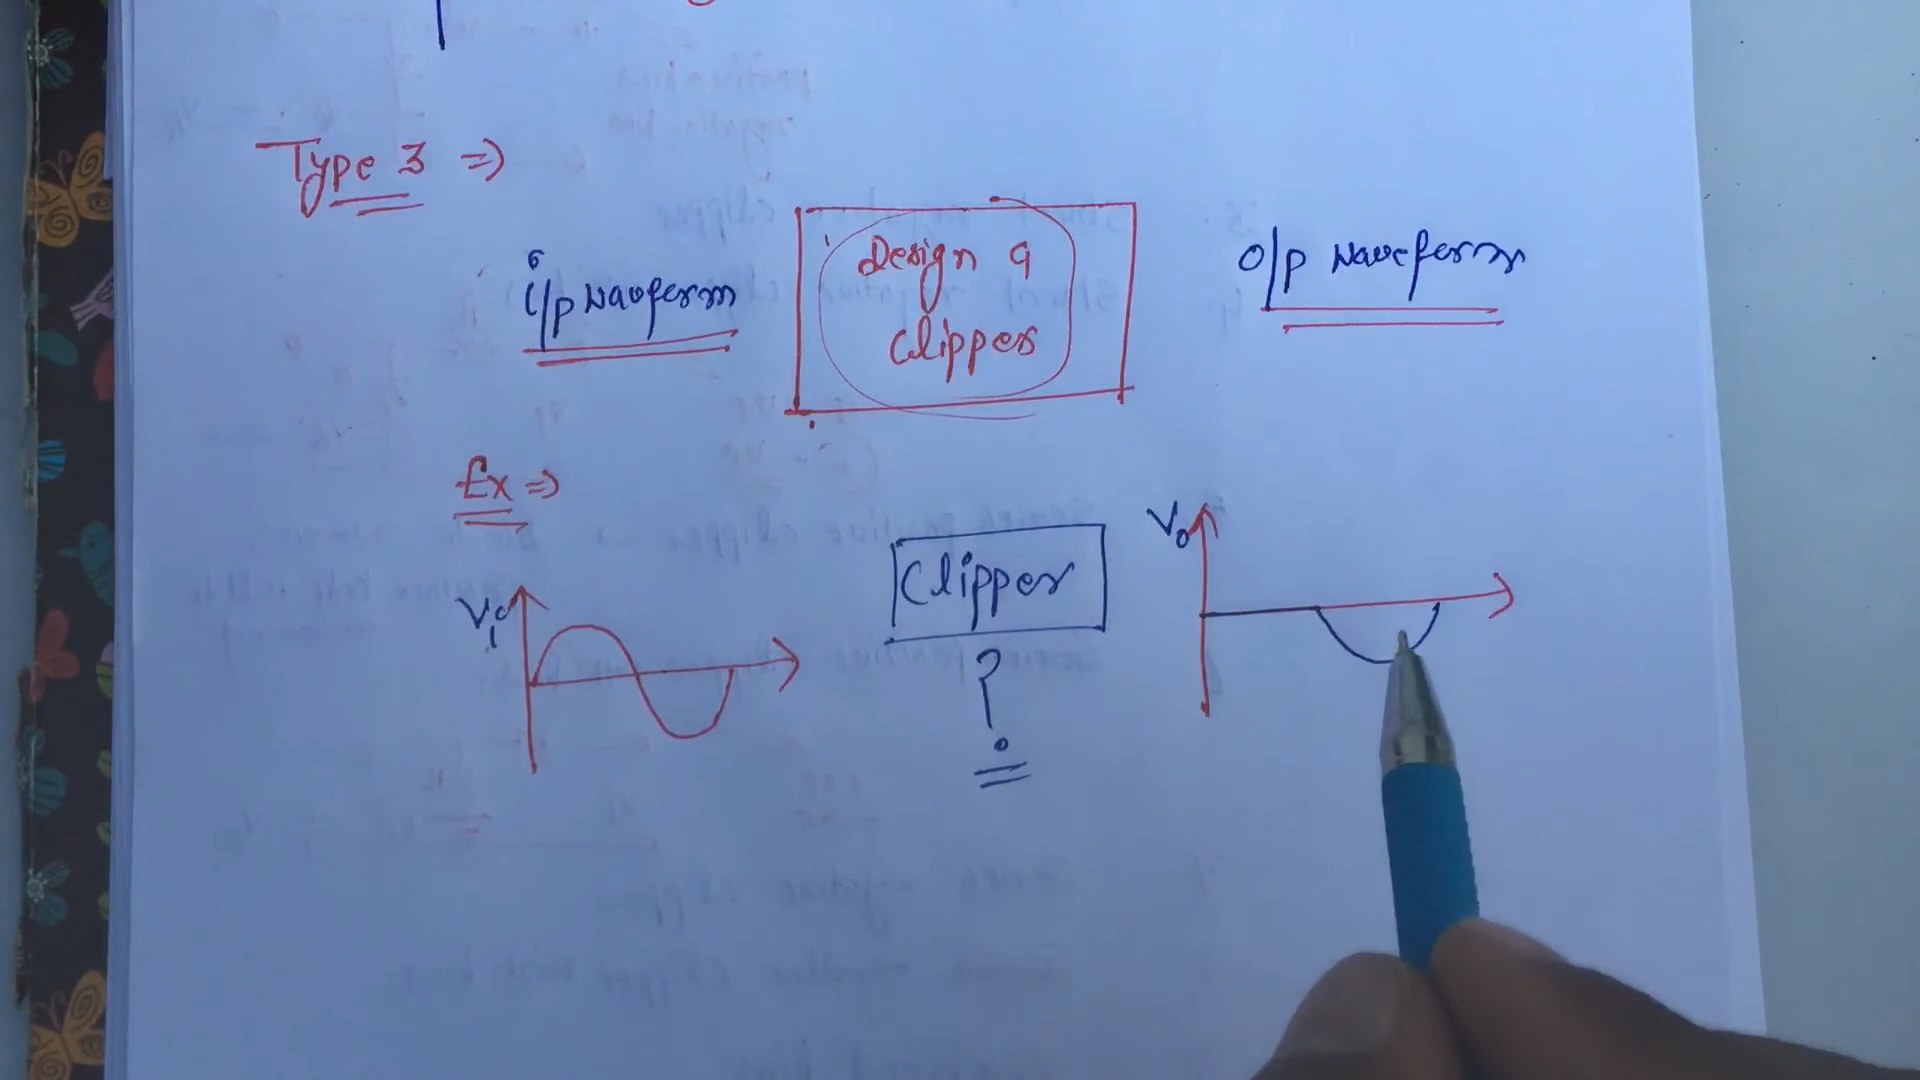 Type 3 ⇒
i/p waveform
Design a
clipper
o/p waveform
Ex ⇒
Vi
Clipper
?
Vo